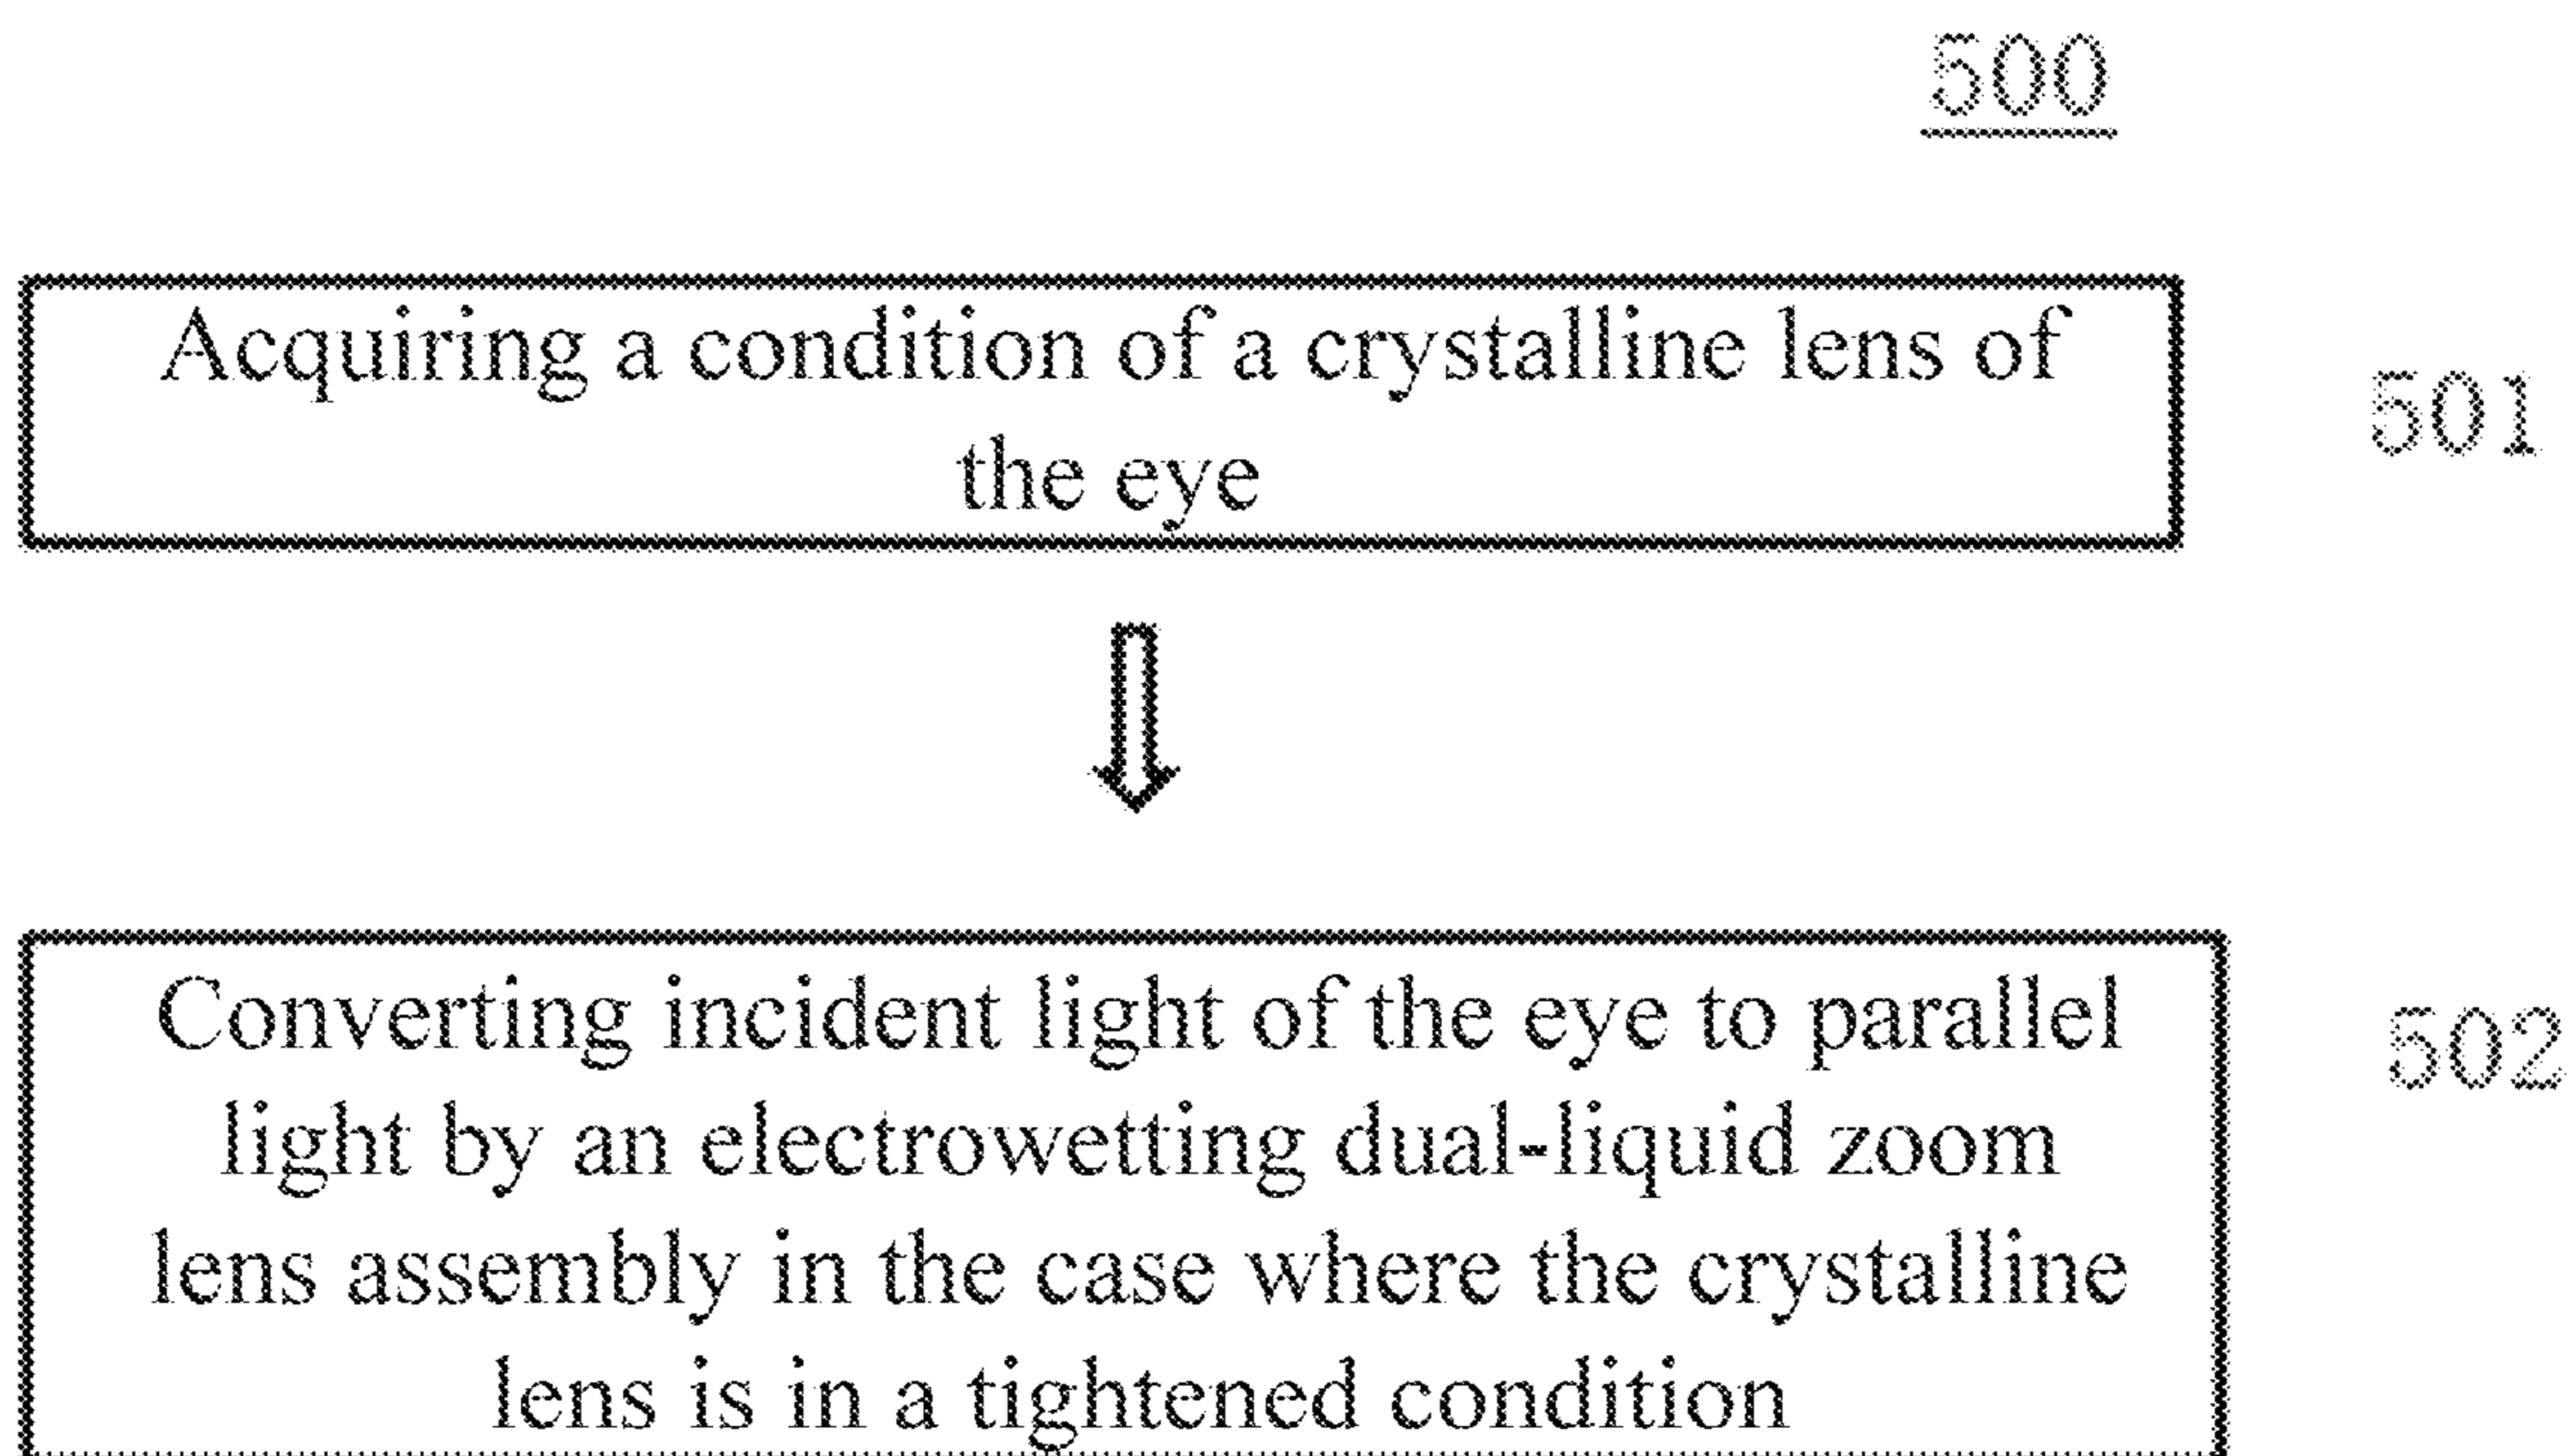 500
Acquiring a condition of a crystalline lens of
the eye
501
Converting incident light of the eye to parallel
light by an electrowetting dual-liquid zoom
lens assembly in the case where the crystalline
lens is in a tightened condition
502